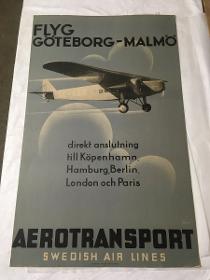 FLYG
GÖTEBORG-MALMÖ
direkt anslutning
till Köpenhamn,
Hamburg, Berlin,
London och Paris
AEROTRANSPORT
SWEDISH AIR LINES